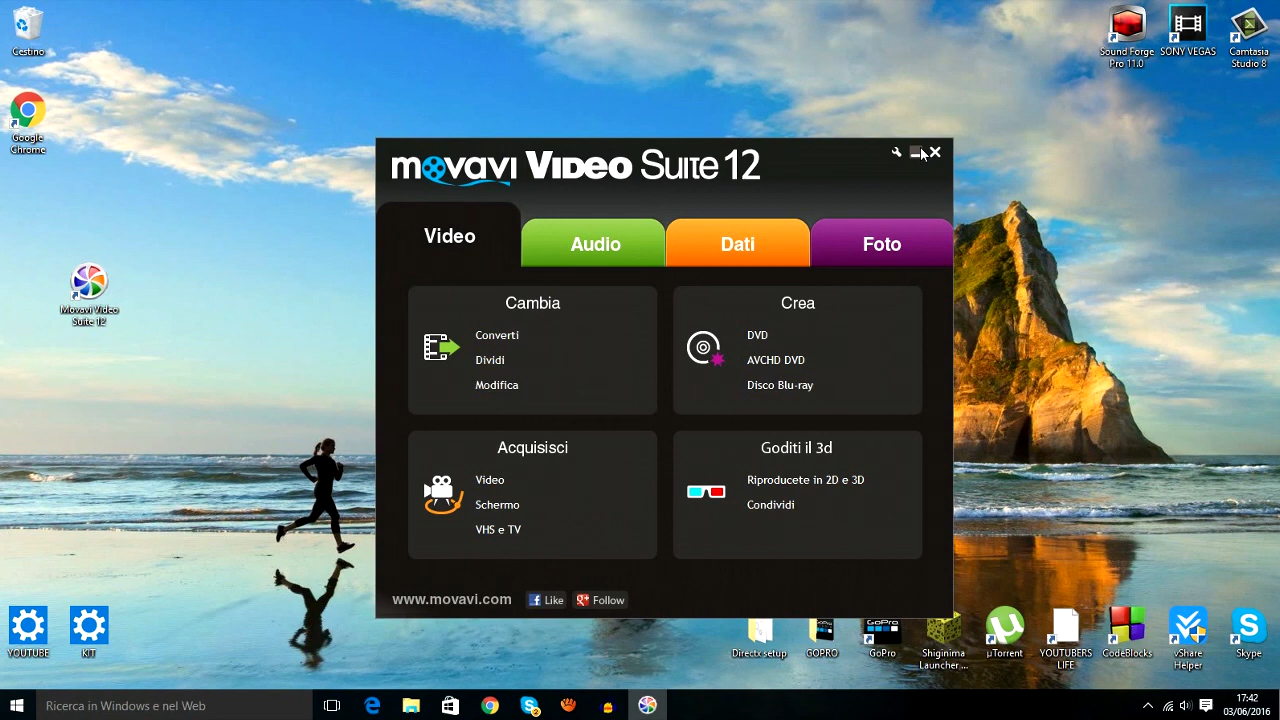 Cestino
Google
Chrome
Movavi Video
Suite 12
YOUTUBE
KIT
Sound Forge
Pro 11.0
SONY VEGAS
Camtasia
Studio 8
movavi Video Suite 12
Video
Audio
Dati
Foto
Cambia
Converti
Dividi
Modifica
Crea
DVD
AVCHD DVD
Disco Blu-ray
Acquisisci
Video
Schermo
VHS e TV
Goditi il 3d
Riproducete in 2D e 3D
Condividi
www.movavi.com
Like
Follow
Directx setup
GOPRO
GoPro
Shiginima
Launcher ...
µTorrent
YOUTUBERS
LIFE
CodeBlocks
vShare
Helper
Skype
Ricerca in Windows e nel Web
2
17:42
03/06/2016